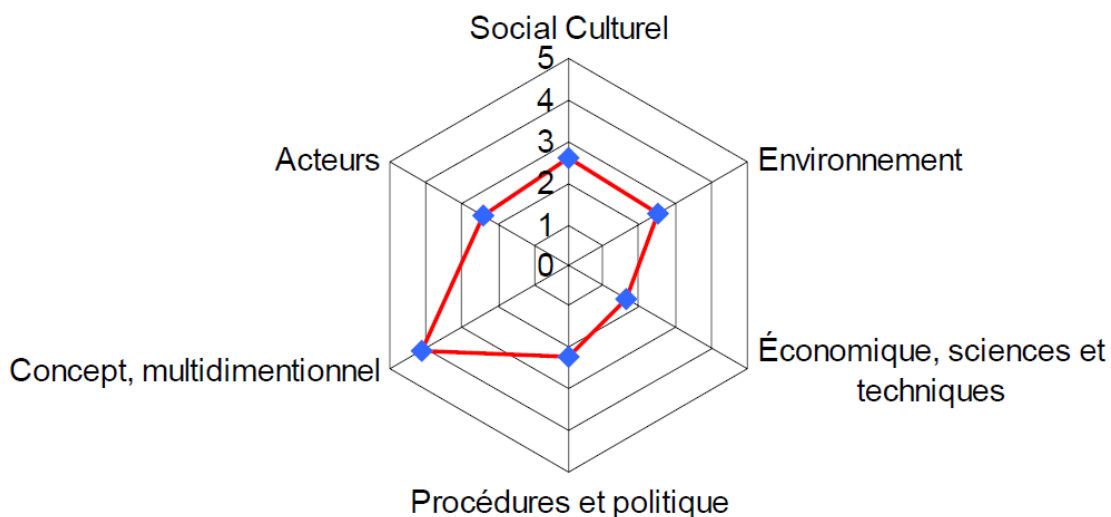 Social Culturel
5
4
3
2
1
0
Acteurs
Environnement
Concept, multidimentionnel
Économique, sciences et
techniques
Procédures et politique